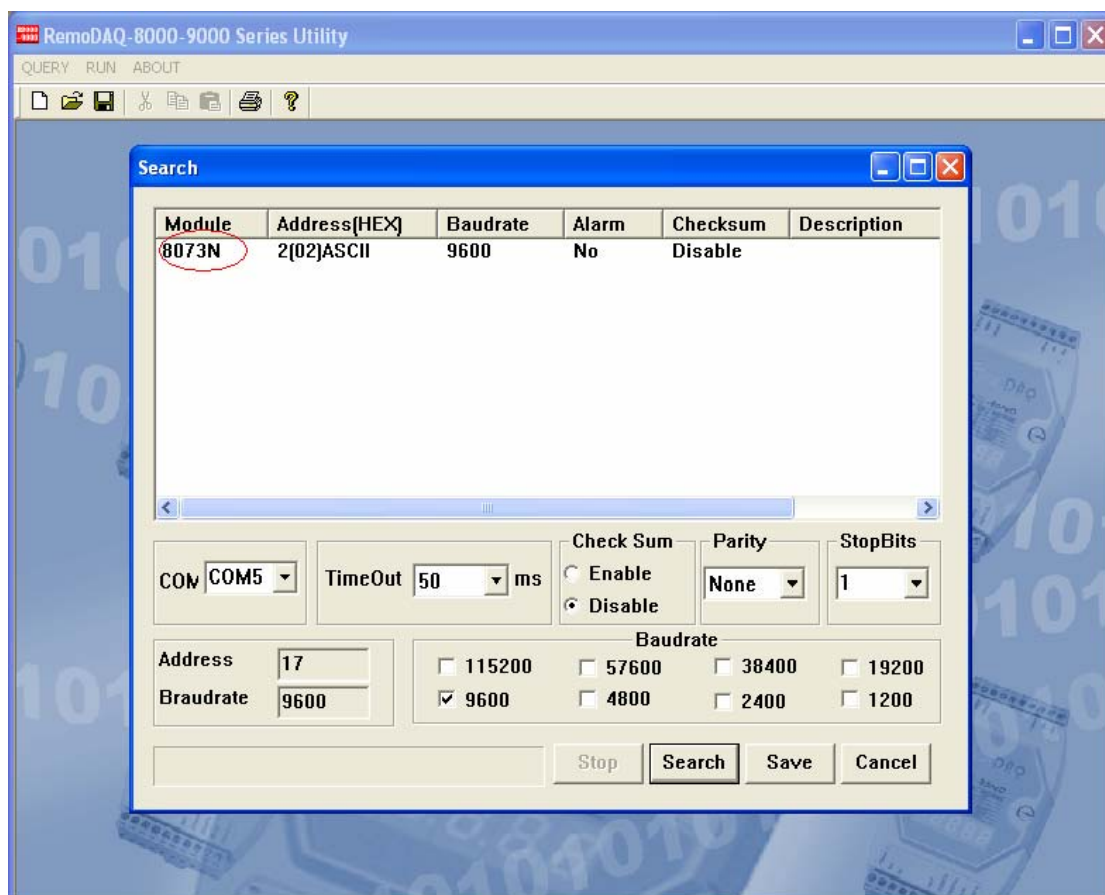 RemoDAQ-8000-9000 Series Utility
QUERY RUN ABOUT
Search
Module Address(HEX) Baudrate Alarm Checksum Description
8073N 2(02)ASCII 9600 No Disable
Check Sum Parity StopBits
COM COM5 TimeOut 50 ms Enable None 1
Disable
Baudrate
Address 17 115200 57600 38400 19200
Braudrate 9600 9600 4800 2400 1200
Stop Search Save Cancel